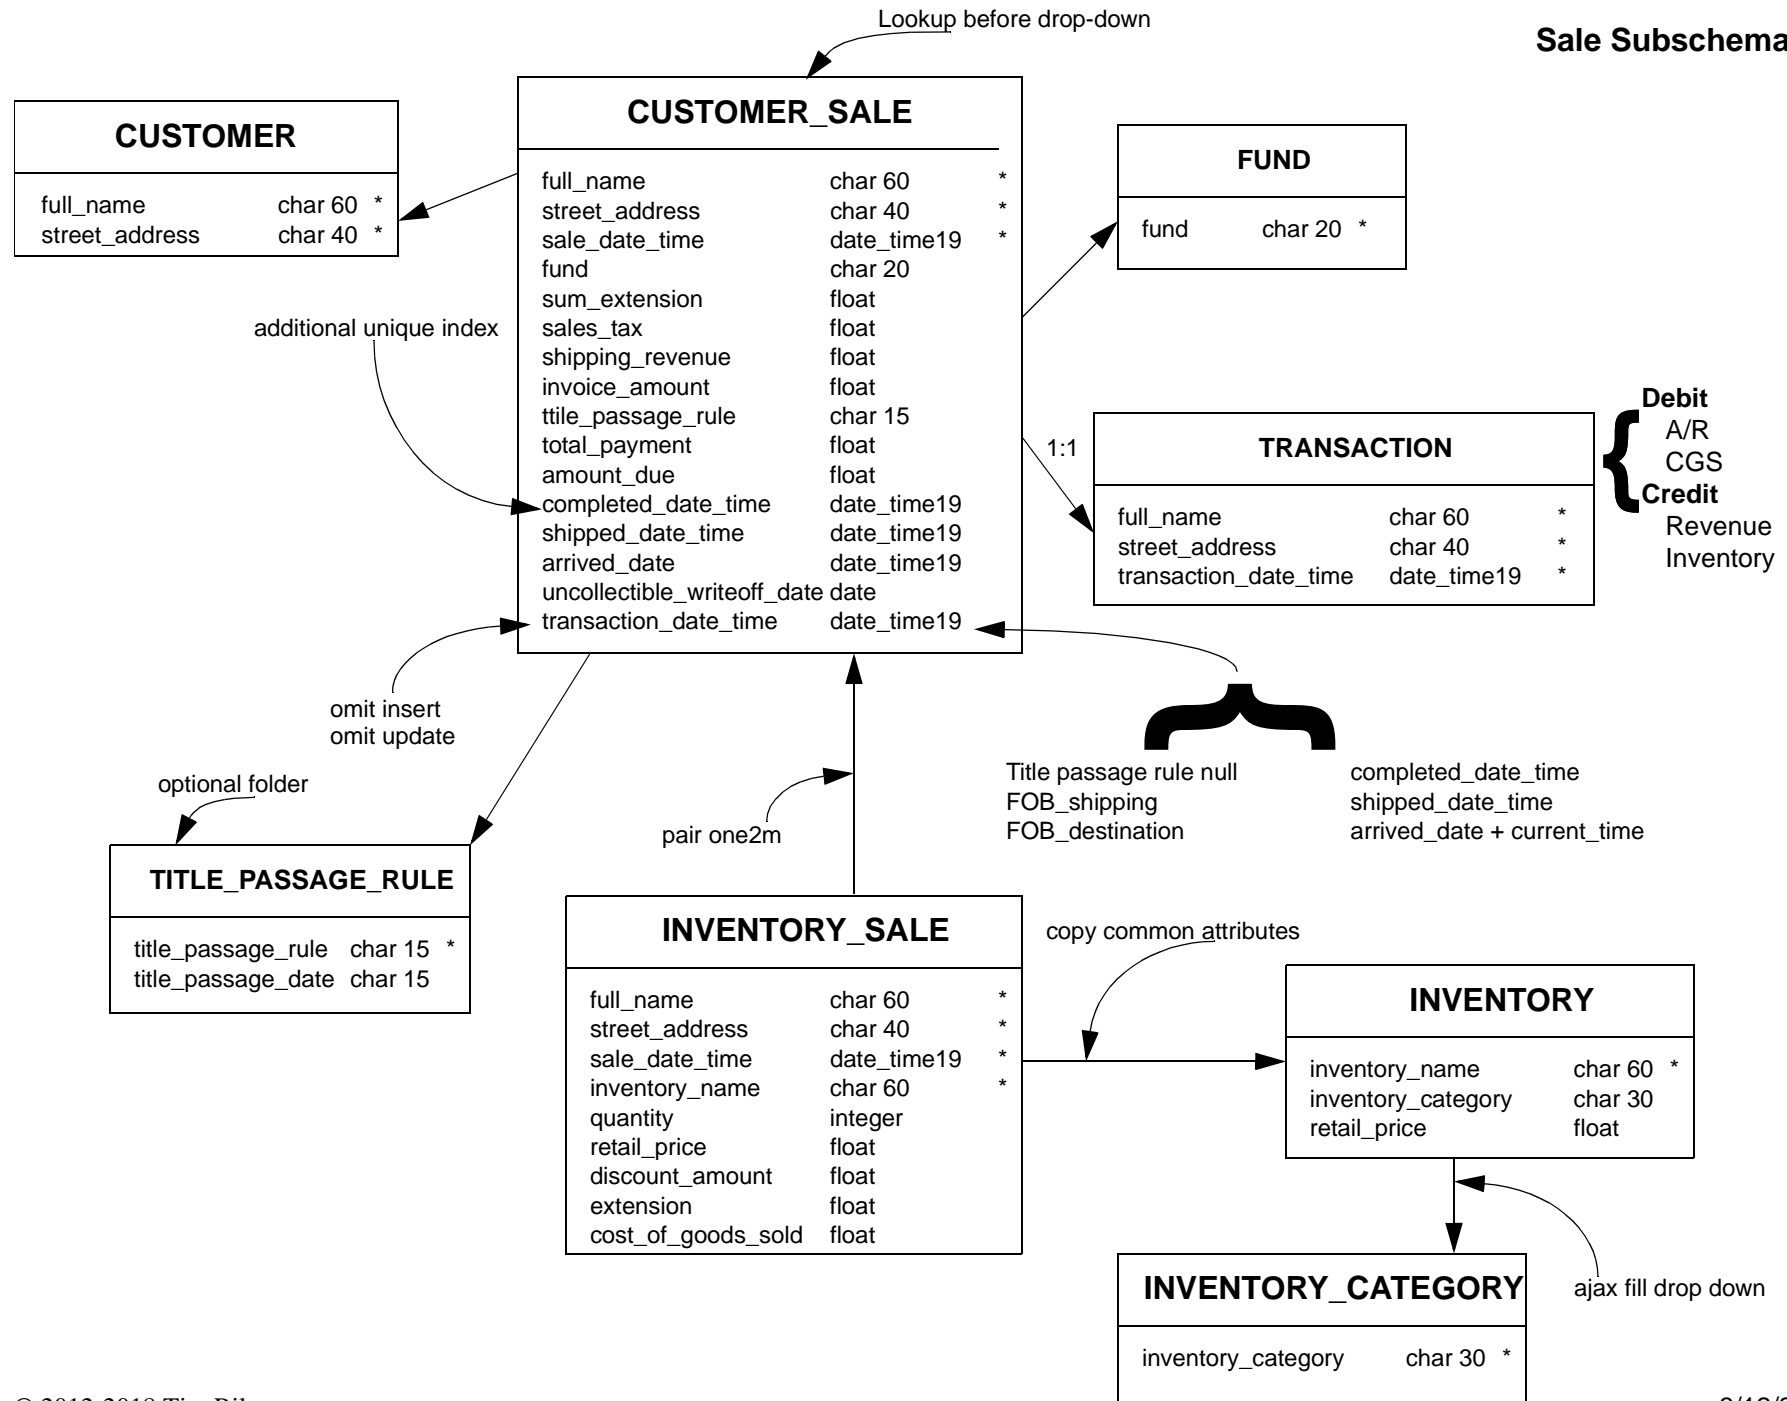 Lookup before drop-down
Sale Subschema
CUSTOMER_SALE
full_name char 60 *
street_address char 40 *
sale_date_time date_time19 *
fund char 20
sum_extension float
sales_tax float
shipping_revenue float
invoice_amount float
ttile_passage_rule char 15
total_payment float
amount_due float
completed_date_time date_time19
shipped_date_time date_time19
arrived_date date_time19
uncollectible_writeoff_date date
transaction_date_time date_time19
CUSTOMER
full_name char 60 *
street_address char 40 *
FUND
fund char 20 *
additional unique index
1:1
TRANSACTION
full_name char 60 *
street_address char 40 *
transaction_date_time date_time19 *
Debit
A/R
CGS
Credit
Revenue
Inventory
omit insert
omit update
optional folder
pair one2m
Title passage rule null completed_date_time
FOB_shipping shipped_date_time
FOB_destination arrived_date + current_time
TITLE_PASSAGE_RULE
title_passage_rule char 15 *
title_passage_date char 15
INVENTORY_SALE
full_name char 60 *
street_address char 40 *
sale_date_time date_time19 *
inventory_name char 60 *
quantity integer
retail_price float
discount_amount float
extension float
cost_of_goods_sold float
copy common attributes
INVENTORY
inventory_name char 60 *
inventory_category char 30
retail_price float
ajax fill drop down
INVENTORY_CATEGORY
inventory_category char 30 *